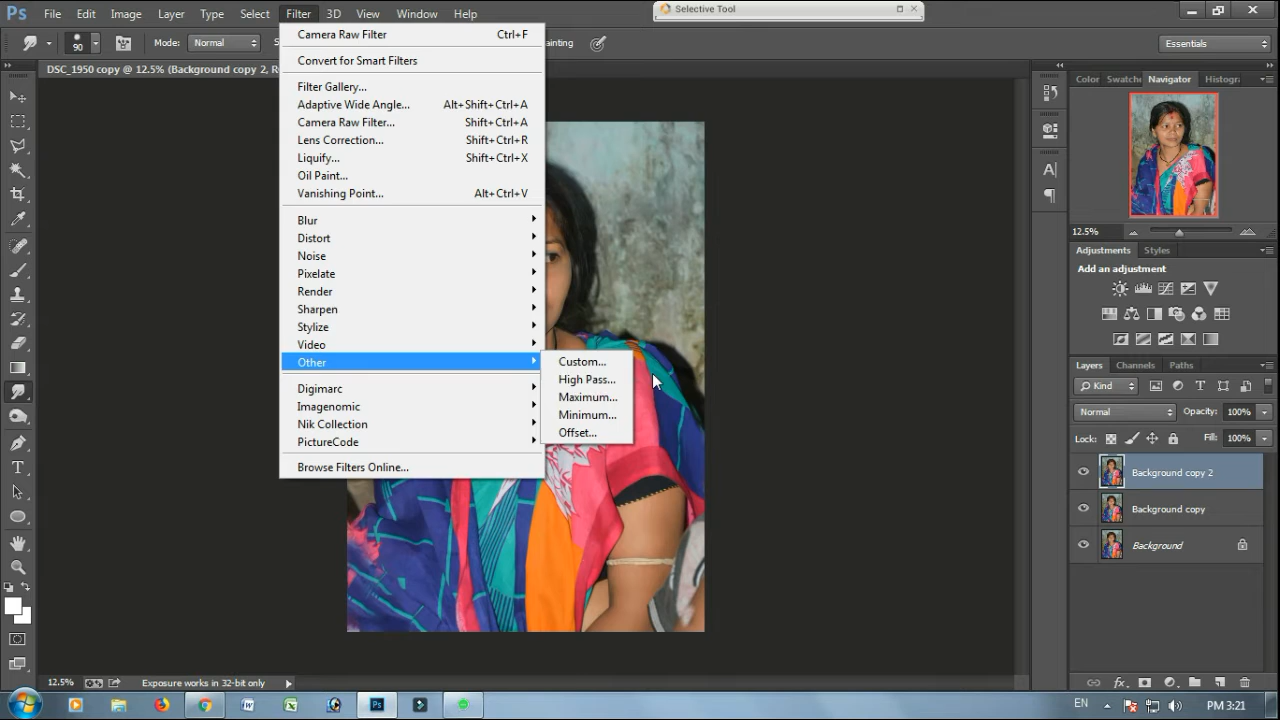 Ps File Edit Image Layer Type Select Filter 3D View Window Help
Selective Tool
90 Mode: Normal Essentials
DSC_1950 copy @ 12.5% (Background copy 2, R
Camera Raw Filter Ctrl+F
Convert for Smart Filters
Filter Gallery...
Adaptive Wide Angle... Alt+Shift+Ctrl+A
Camera Raw Filter... Shift+Ctrl+A
Lens Correction... Shift+Ctrl+R
Liquify... Shift+Ctrl+X
Oil Paint...
Vanishing Point... Alt+Ctrl+V
Blur
Distort
Noise
Pixelate
Render
Sharpen
Stylize
Video
Other
Digimarc
Imagenomic
Nik Collection
PictureCode
Browse Filters Online...
Custom...
High Pass...
Maximum...
Minimum...
Offset...
Color Swatche Navigator Histogr
12.5%
Adjustments Styles
Add an adjustment
Layers Channels Paths
Kind
Normal Opacity: 100%
Lock: Fill: 100%
Background copy 2
Background copy
Background
12.5% Exposure works in 32-bit only
EN PM 3:21